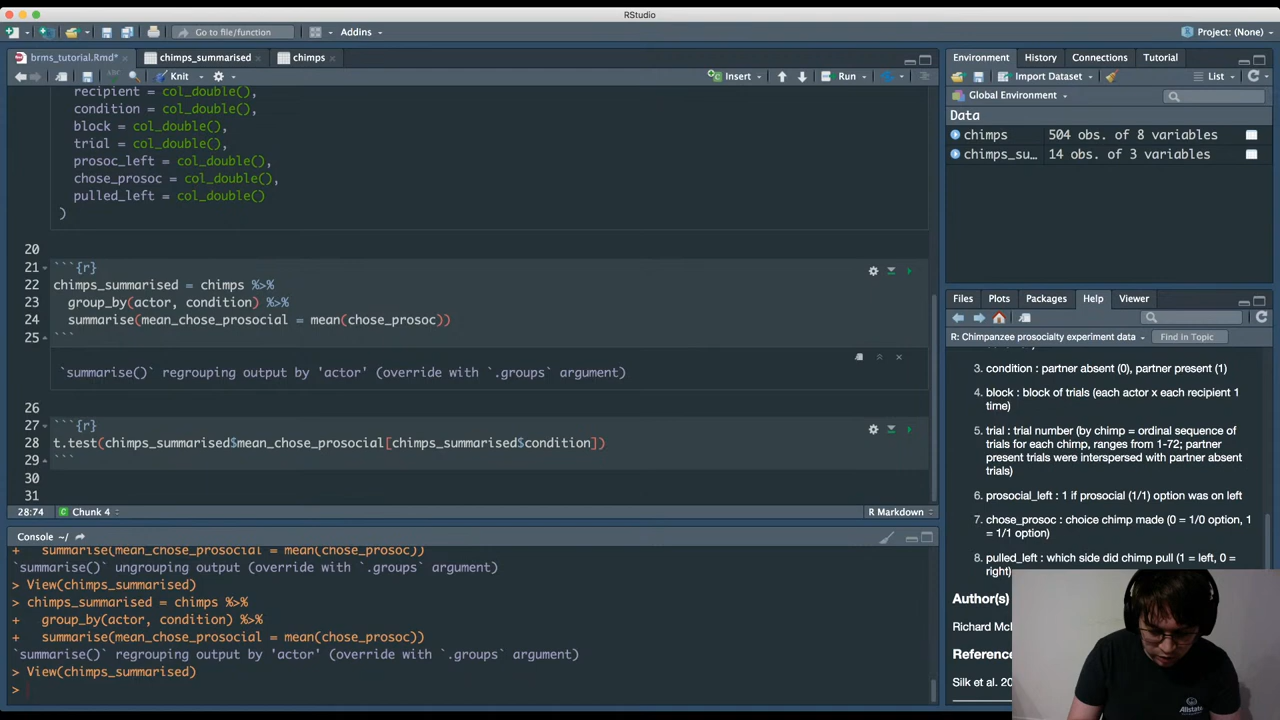 RStudio
Go to file/function
Addins
Project: (None)
brms_tutorial.Rmd*
chimps_summarised
chimps
Knit
Insert
Run
recipient = col_double(),
condition = col_double(),
block = col_double(),
trial = col_double(),
prosoc_left = col_double(),
chose_prosoc = col_double(),
pulled_left = col_double()
)
20
21 ```{r}
22 chimps_summarised = chimps %>%
23 group_by(actor, condition) %>%
24 summarise(mean_chose_prosocial = mean(chose_prosoc))
25 ```
`summarise()` regrouping output by 'actor' (override with `.groups` argument)
26
27 ```{r}
28 t.test(chimps_summarised$mean_chose_prosocial[chimps_summarised$condition])
29 ```
30
31
28:74 Chunk 4 R Markdown
Console ~/
+ summarise(mean_chose_prosocial = mean(chose_prosoc))
`summarise()` ungrouping output (override with `.groups` argument)
> View(chimps_summarised)
> chimps_summarised = chimps %>%
+ group_by(actor, condition) %>%
+ summarise(mean_chose_prosocial = mean(chose_prosoc))
`summarise()` regrouping output by 'actor' (override with `.groups` argument)
> View(chimps_summarised)
>
Environment History Connections Tutorial
Import Dataset List
Global Environment
Data
chimps 504 obs. of 8 variables
chimps_su… 14 obs. of 3 variables
Files Plots Packages Help Viewer
R: Chimpanzee prosocialty experiment data Find in Topic
3. condition : partner absent (0), partner present (1)
4. block : block of trials (each actor x each recipient 1
time)
5. trial : trial number (by chimp = ordinal sequence of
trials for each chimp, ranges from 1-72; partner
present trials were interspersed with partner absent
trials)
6. prosocial_left : 1 if prosocial (1/1) option was on left
7. chose_prosoc : choice chimp made (0 = 1/0 option, 1
= 1/1 option)
8. pulled_left : which side did chimp pull (1 = left, 0 =
right)
Author(s)
Richard
Silk et al.